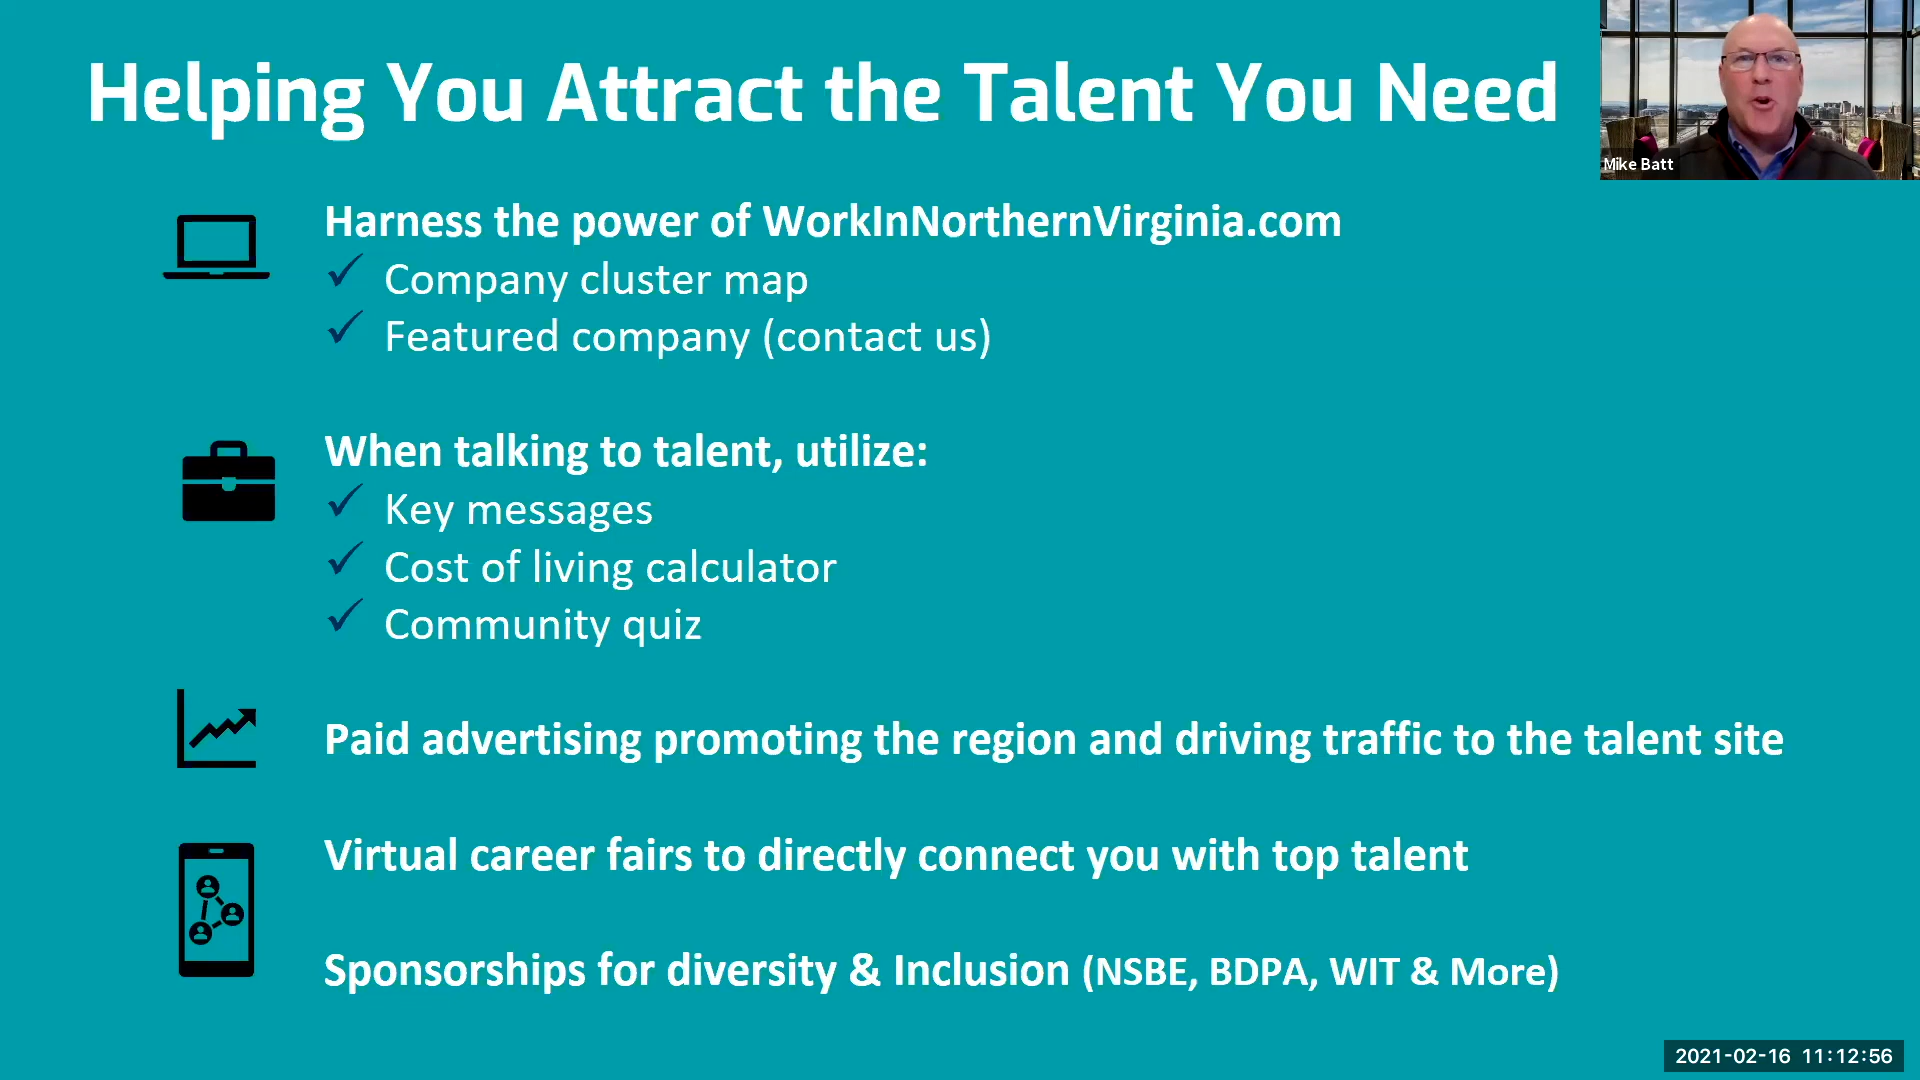 Helping You Attract the Talent You Need
Mike Batt
Harness the power of WorkInNorthernVirginia.com
Company cluster map
Featured company (contact us)
When talking to talent, utilize:
Key messages
Cost of living calculator
Community quiz
Paid advertising promoting the region and driving traffic to the talent site
Virtual career fairs to directly connect you with top talent
Sponsorships for diversity & Inclusion (NSBE, BDPA, WIT & More)
2021-02-16 11:12:56